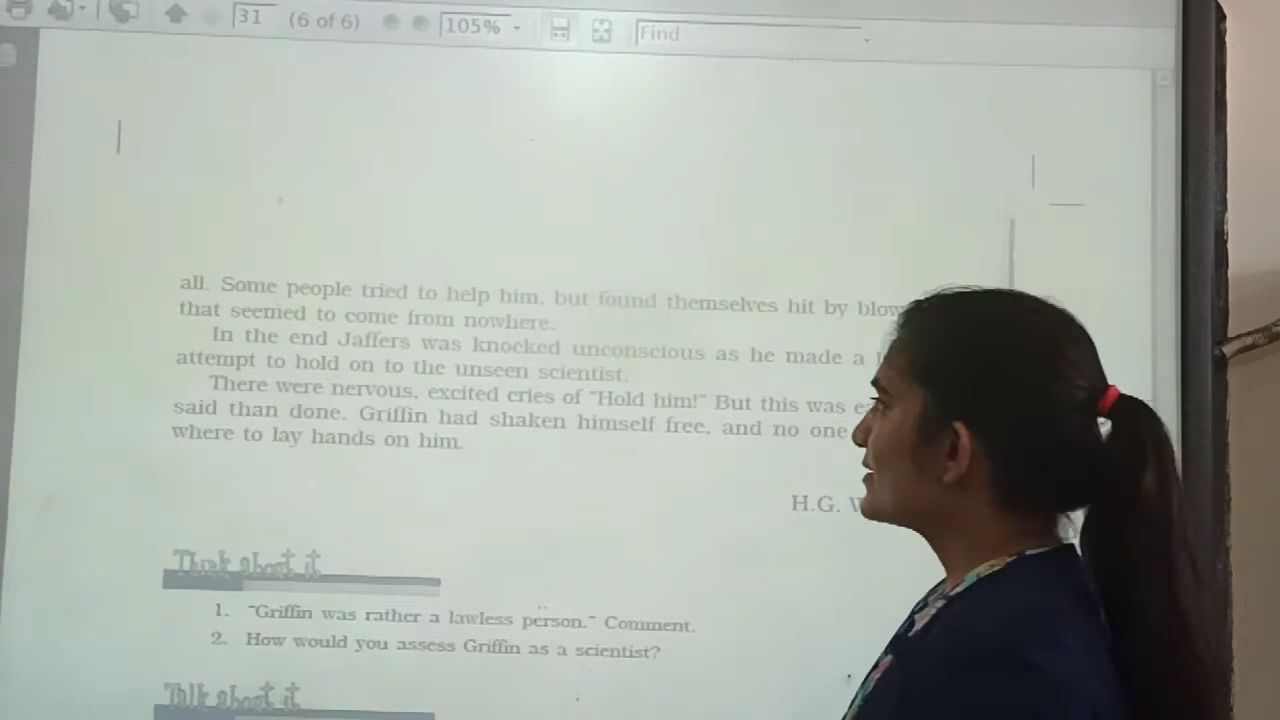 31 (6 of 6) 105% Find
all. Some people tried to help him, but found themselves hit by
that seemed to come from nowhere.
In the end Jaffers was knocked unconscious as he made a
attempt to hold on to the unseen scientist.
There were nervous, excited cries of "Hold him!" But this was
said than done. Griffin had shaken himself free, and no one
where to lay hands on him.
H.G.
Think about it
1. "Griffin was rather a lawless person." Comment.
2. How would you assess Griffin as a scientist?
Talk about it